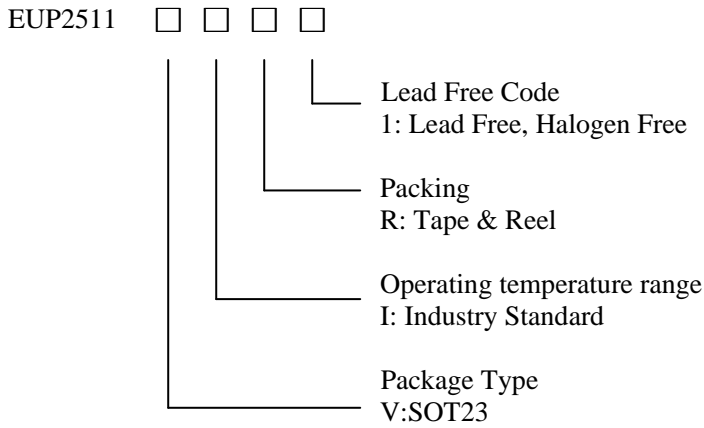 EUP2511 □ □ □ □
Lead Free Code
1: Lead Free, Halogen Free
Packing
R: Tape & Reel
Operating temperature range
I: Industry Standard
Package Type
V:SOT23